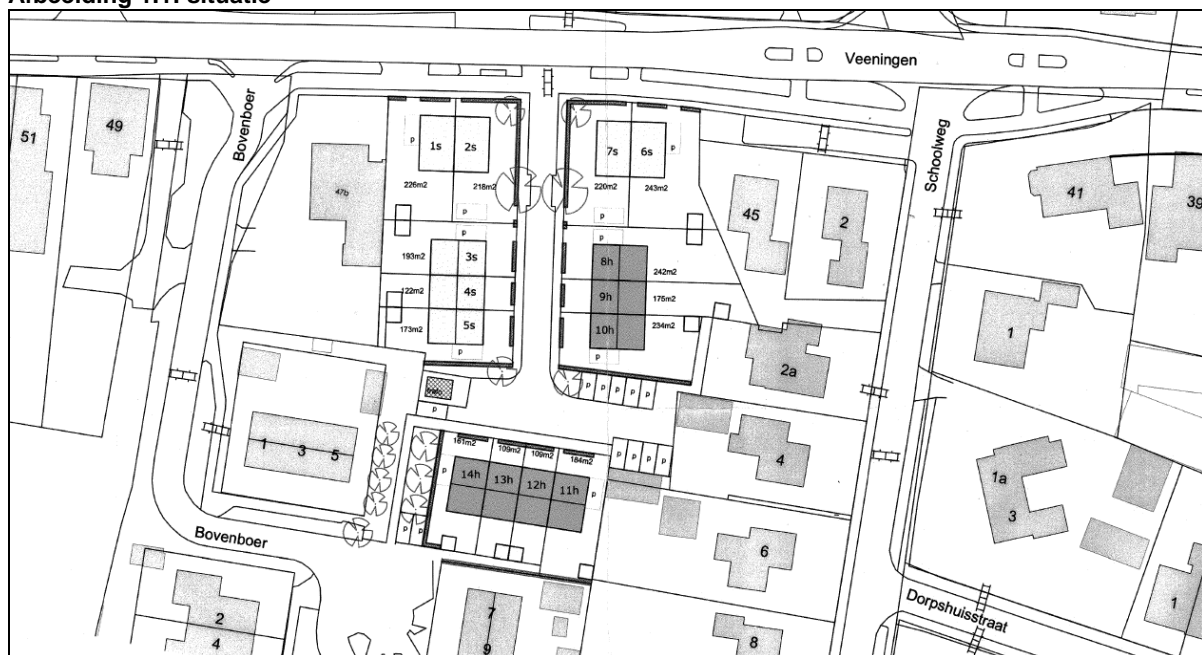 Afbeelding 1.1. situatie
Veeningen
Bovenboer
Schoolweg
51
49
47b
1s
2s
p
226m2
218m2
p
7s
6s
p
220m2
243m2
p
45
2
41
39
3s
4s
5s
193m2
122m2
173m2
p
8h
9h
10h
242m2
175m2
234m2
p
1
2a
p p p p p
p
1 3 5
161m2
109m2
109m2
184m2
14h
13h
12h
11h
p
p
p p p p
4
p p
1a
3
Bovenboer
6
2
4
7
9
8
Dorpshuisstraat
1